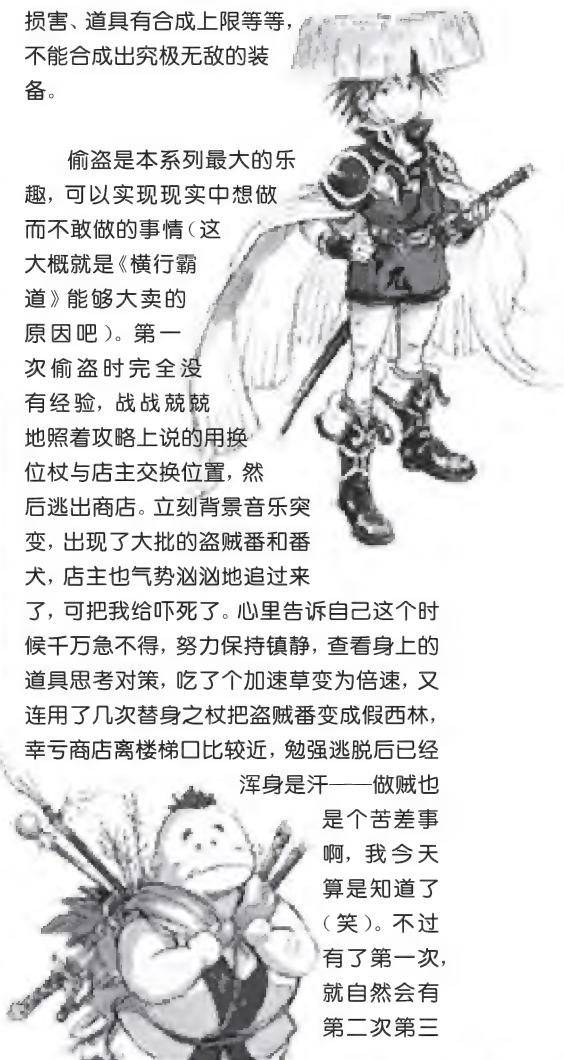 损害、道具有合成上限等等，
不能合成出究极无敌的装
备。
偷盗是本系列最大的乐
趣，可以实现现实中想做
而不敢做的事情（这
大概就是《横行霸
道》能够大卖的
原因吧）。第一
次偷盗时完全没
有经验，战战兢兢
地照着攻略上说的用换
位杖与店主交换位置，然
后逃出商店。立刻背景音乐突
变，出现了大批的盗贼番和番
犬，店主也气势汹汹地追过来
了，可把我给吓死了。心里告诉自己这个时
候千万急不得，努力保持镇静，查看身上的
道具思考对策，吃了个加速草变为倍速，又
连用了几次替身之杖把盗贼番变成假西林，
幸亏商店离楼梯口比较近，勉强逃脱后已经
浑身是汗——做贼也
是个苦差事
啊，我今天
算是知道了
（笑）。不过
有了第一次，
就自然会有
第二次第三